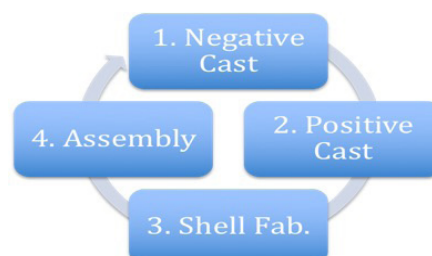 1. Negative
Cast
2. Positive
Cast
3. Shell Fab.
4. Assembly